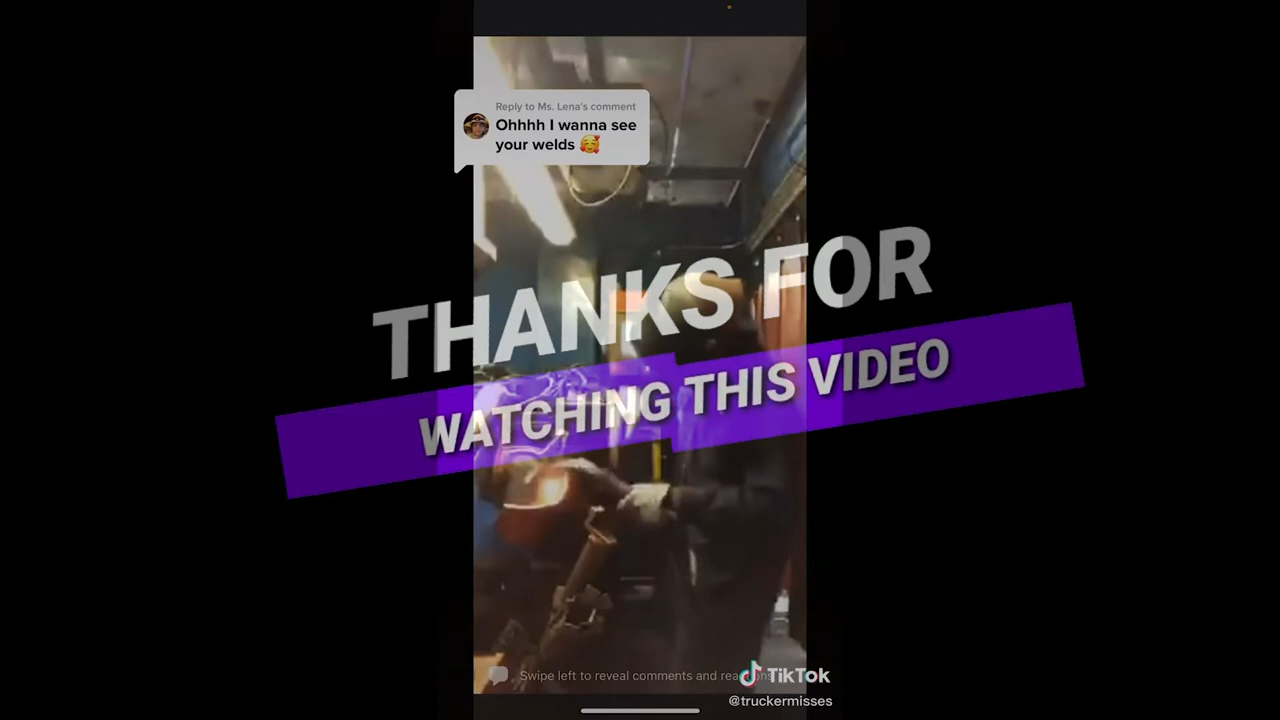 Reply to Ms. Lena's comment
Ohhhh I wanna see
your welds 🥰
THANKS FOR
WATCHING THIS VIDEO
Swipe left to reveal comments and reactions
TikTok
@truckermisses